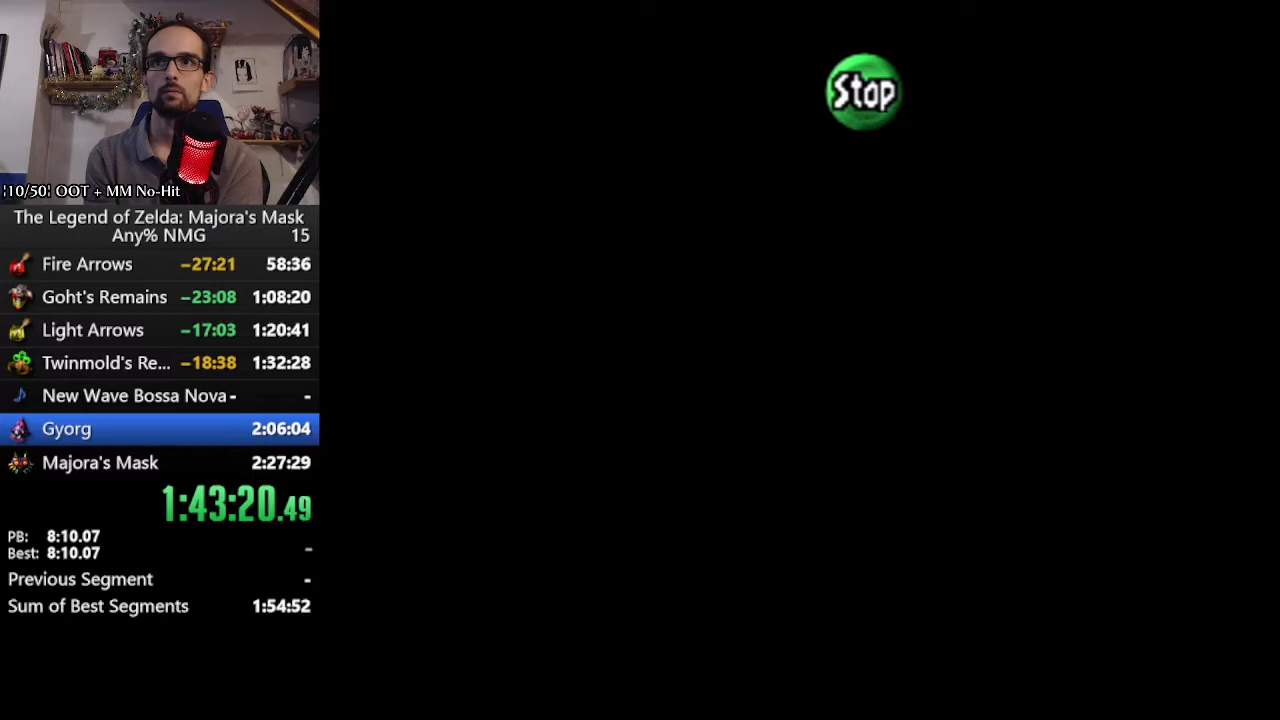 Stop
¦10/50¦ OOT + MM No-Hit
The Legend of Zelda: Majora's Mask
Any% NMG 15
Fire Arrows −27:21 58:36
Goht's Remains −23:08 1:08:20
Light Arrows −17:03 1:20:41
Twinmold's Re... −18:38 1:32:28
New Wave Bossa Nova - -
Gyorg 2:06:04
Majora's Mask 2:27:29
1:43:20.49
PB: 8:10.07
Best: 8:10.07 –
Previous Segment -
Sum of Best Segments 1:54:52